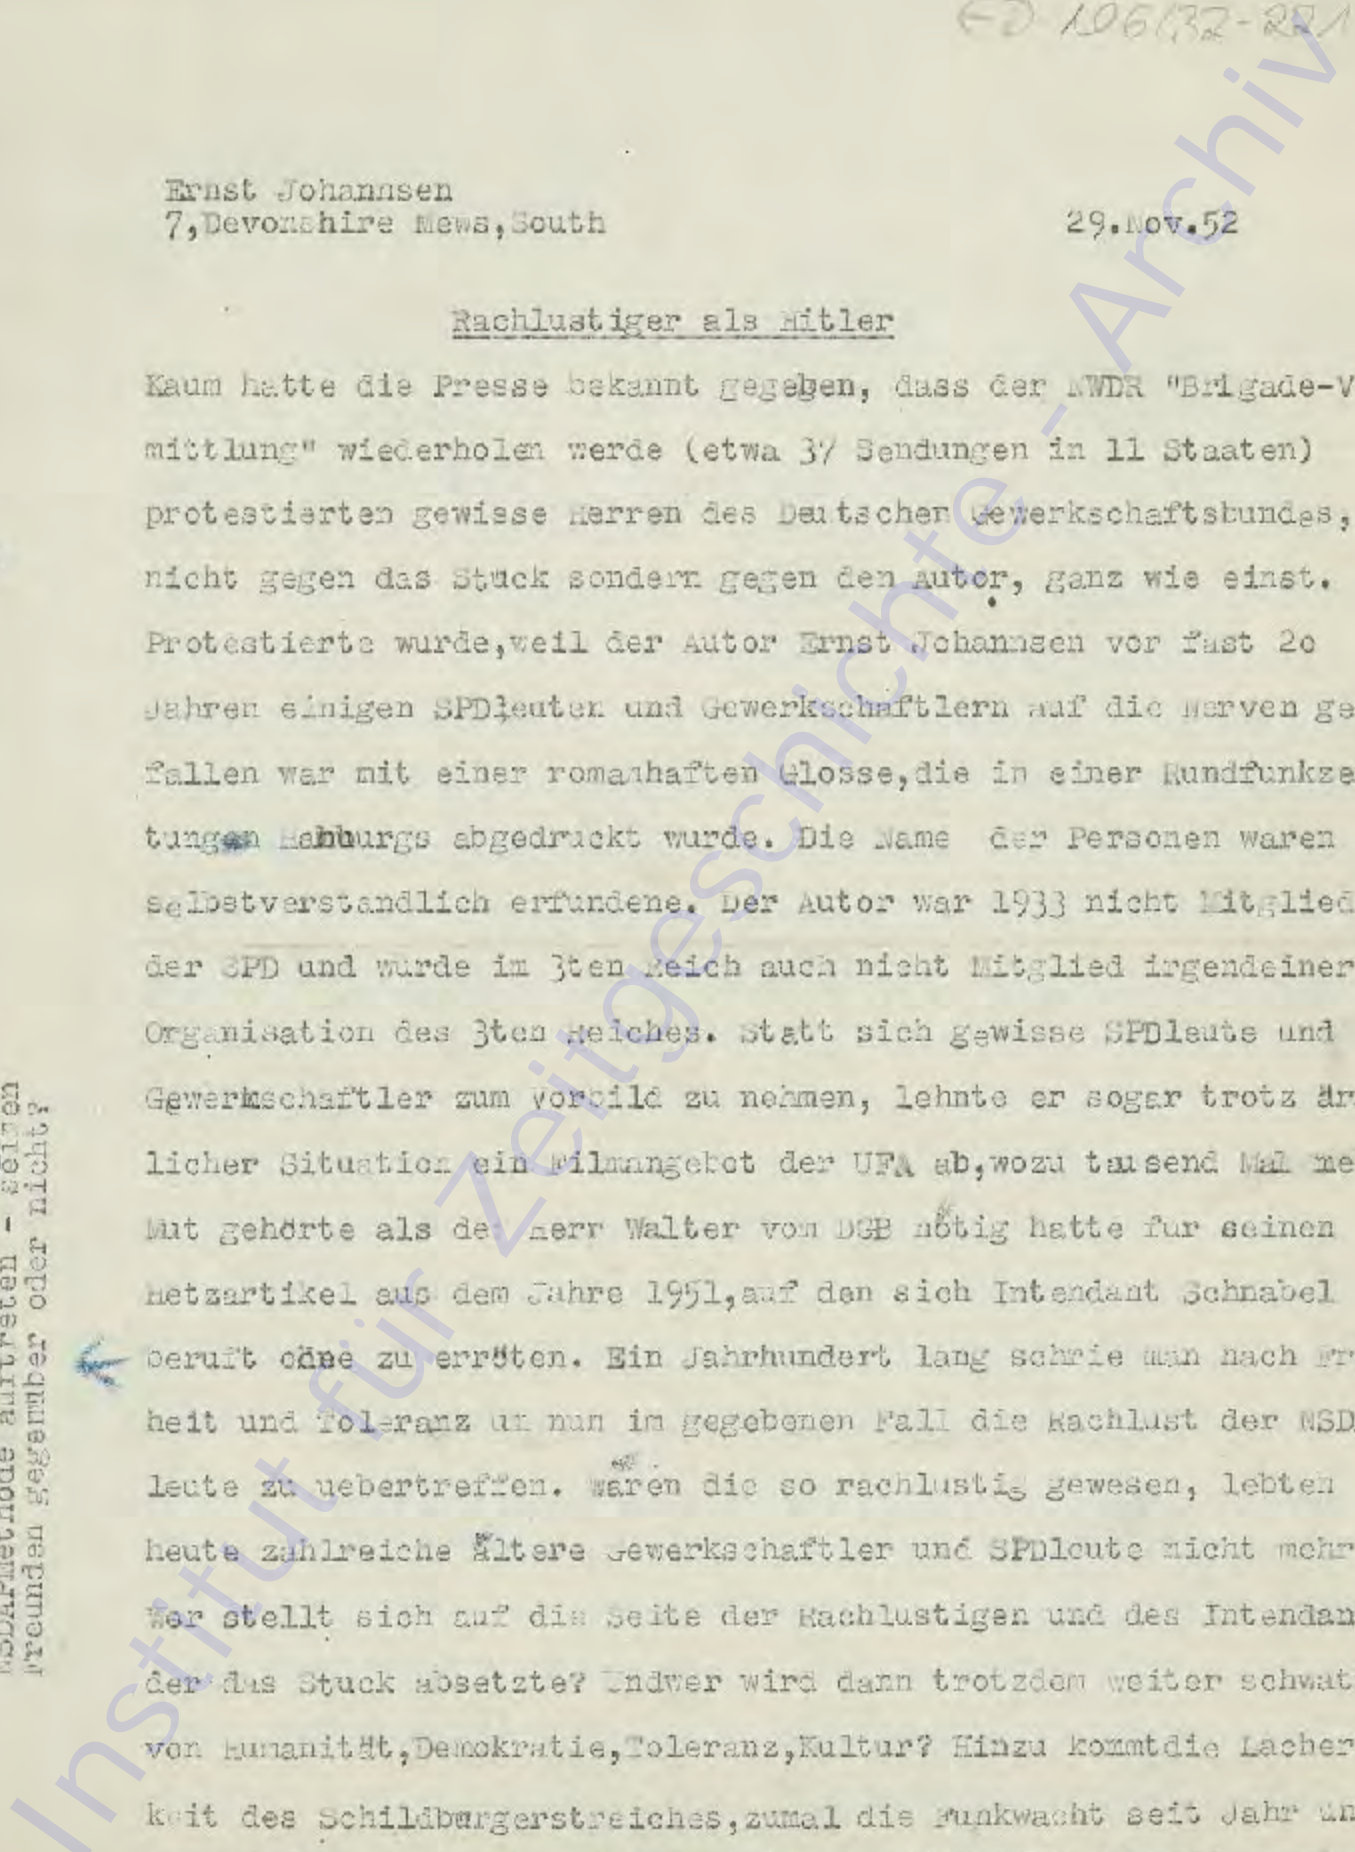 ED 106/32-221
Ernst Johannsen
7,Devonshire Mews,South 29.Nov.52
Rachlustiger als Hitler
Kaum hatte die Presse bekannt gegeben, dass der NWDR "Brigade-V
mittlung" wiederholen werde (etwa 37 Sendungen in 11 Staaten)
protestierten gewisse Herren des Deutschen Gewerkschaftsbundes,
nicht gegen das Stuck sondern gegen den Autor, ganz wie einst.
Protestierte wurde,weil der Autor Ernst Johannsen vor fast 2o
Jahren einigen SPDleuten und Gewerkschaftlern auf die Nerven ge
fallen war mit einer romanhaften Glosse,die in einer Rundfunkze
tungen Hamburgs abgedruckt wurde. Die Name der Personen waren
selbstverstandlich erfundene. Der Autor war 1933 nicht Mitglied
der SPD und wurde im 3ten Reich auch nicht Mitglied irgendeiner
Organisation des 3ten Reiches. Statt sich gewisse SPDleute und
Gewerkschaftler zum Vorbild zu nehmen, lehnte er sogar trotz är
licher Situation ein Filmangebot der UFA ab,wozu tausend Mal me
Mut gehörte als der Herr Walter vom DGB nötig hatte fur seinen
Hetzartikel aus dem Jahre 1951,auf den sich Intendant Schnabel
beruft ohne zu erröten. Ein Jahrhundert lang schrie man nach Fr
heit und Toleranz un nun im gegebenen Fall die Rachlust der NSD
leute zu uebertreffen. Wären die so rachlustig gewesen, lebten
heute zahlreiche ältere Gewerkschaftler und SPDleute nicht mehr
Wer stellt sich auf die Seite der Rachlustigen und des Intendan
der das Stuck absetzte? Undwer wird dann trotzdem weiter schwat
von Humanität,Demokratie,Toleranz,Kultur? Hinzu kommtdie Lacher
keit des Schildburgerstreiches,zumal die Funkwacht seit Jahr un
NSDAPMethode auftreten - seinen
Freunden gegenüber oder nicht?
Institut für Zeitgeschichte - Archiv